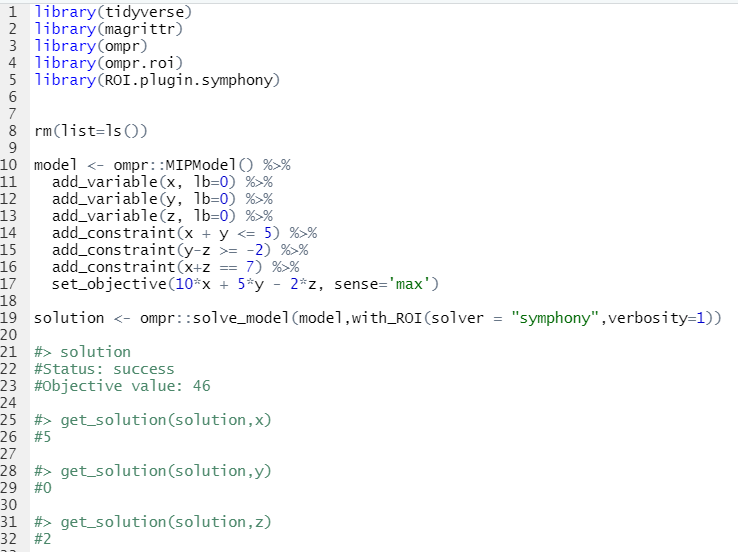 1 library(tidyverse)
2 library(magrittr)
3 library(ompr)
4 library(ompr.roi)
5 library(ROI.plugin.symphony)
6
7
8 rm(list=ls())
9
10 model <- ompr::MIPModel() %>%
11   add_variable(x, lb=0) %>%
12   add_variable(y, lb=0) %>%
13   add_variable(z, lb=0) %>%
14   add_constraint(x + y <= 5) %>%
15   add_constraint(y-z >= -2) %>%
16   add_constraint(x+z == 7) %>%
17   set_objective(10*x + 5*y - 2*z, sense='max')
18
19 solution <- ompr::solve_model(model,with_ROI(solver = "symphony",verbosity=1))
20
21 #> solution
22 #Status: success
23 #Objective value: 46
24
25 #> get_solution(solution,x)
26 #5
27
28 #> get_solution(solution,y)
29 #0
30
31 #> get_solution(solution,z)
32 #2